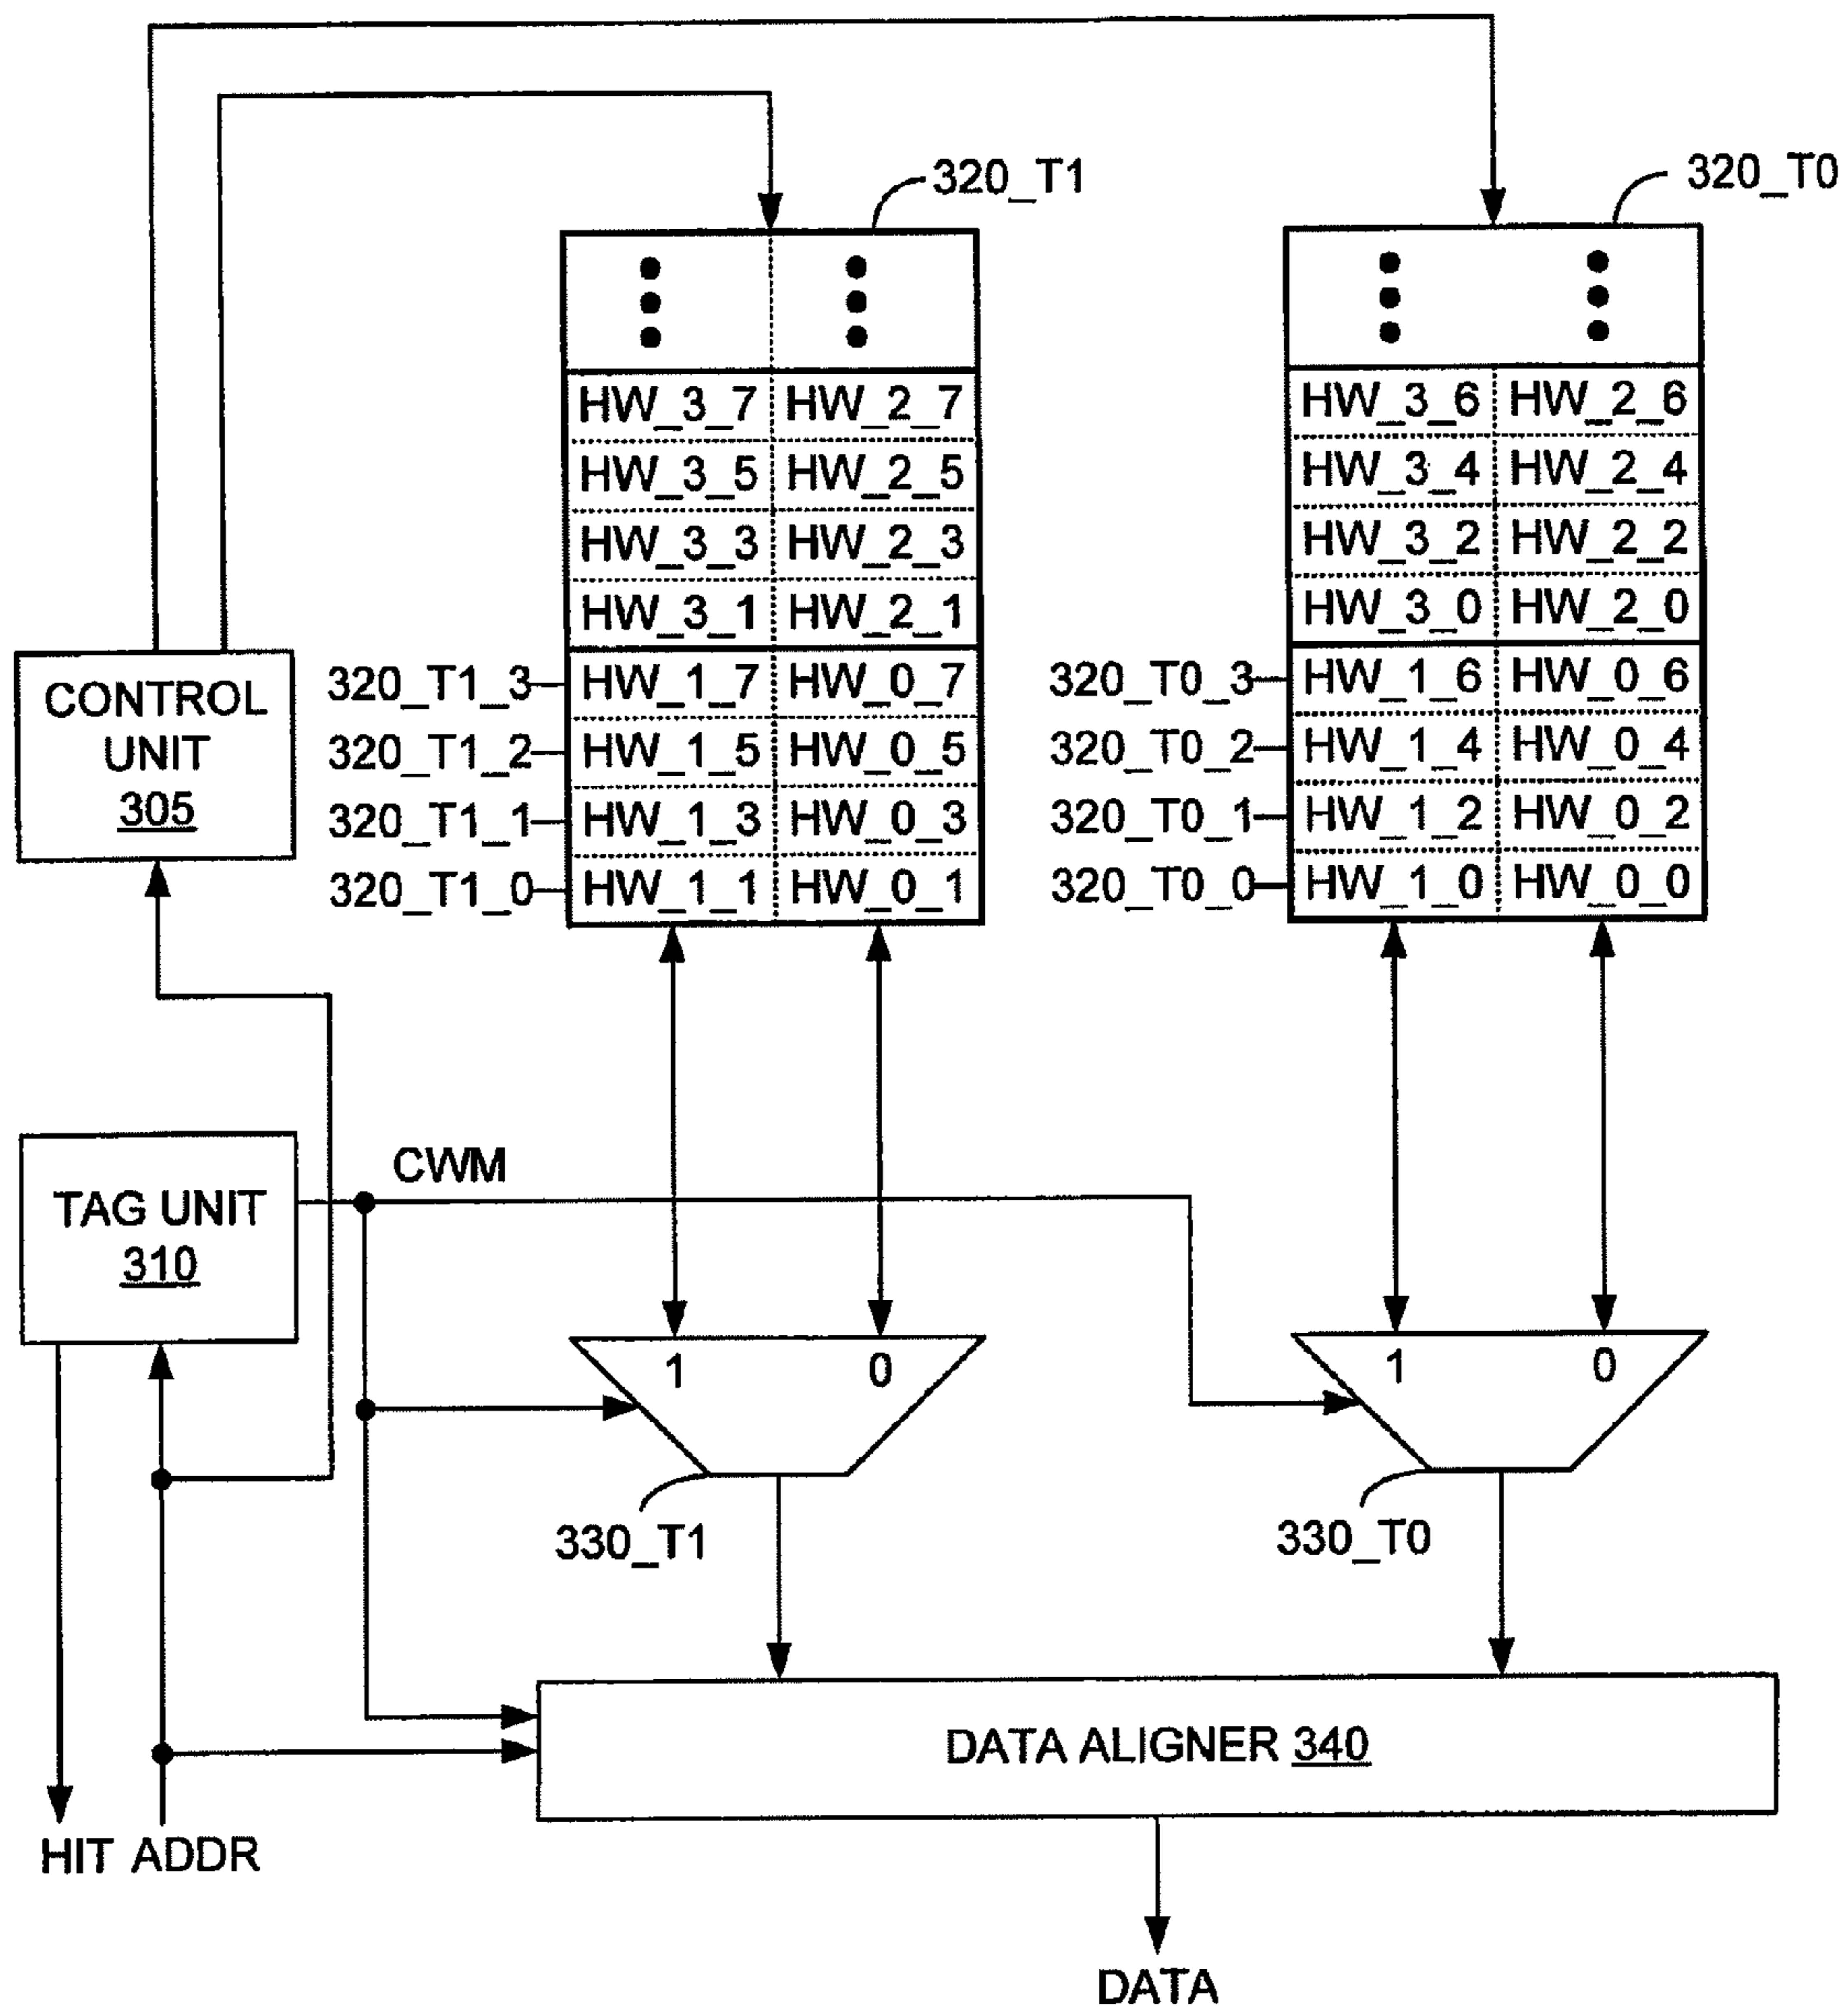 320_T1
320_T0
HW_3_7 HW_2_7
HW_3_5 HW_2_5
HW_3_3 HW_2_3
HW_3_1 HW_2_1
320_T1_3 HW_1_7 HW_0_7
320_T1_2 HW_1_5 HW_0_5
320_T1_1 HW_1_3 HW_0_3
320_T1_0 HW_1_1 HW_0_1
HW_3_6 HW_2_6
HW_3_4 HW_2_4
HW_3_2 HW_2_2
HW_3_0 HW_2_0
320_T0_3 HW_1_6 HW_0_6
320_T0_2 HW_1_4 HW_0_4
320_T0_1 HW_1_2 HW_0_2
320_T0_0 HW_1_0 HW_0_0
CONTROL
UNIT
305
TAG UNIT
310
CWM
1 0
1 0
330_T1
330_T0
DATA ALIGNER 340
HIT ADDR
DATA